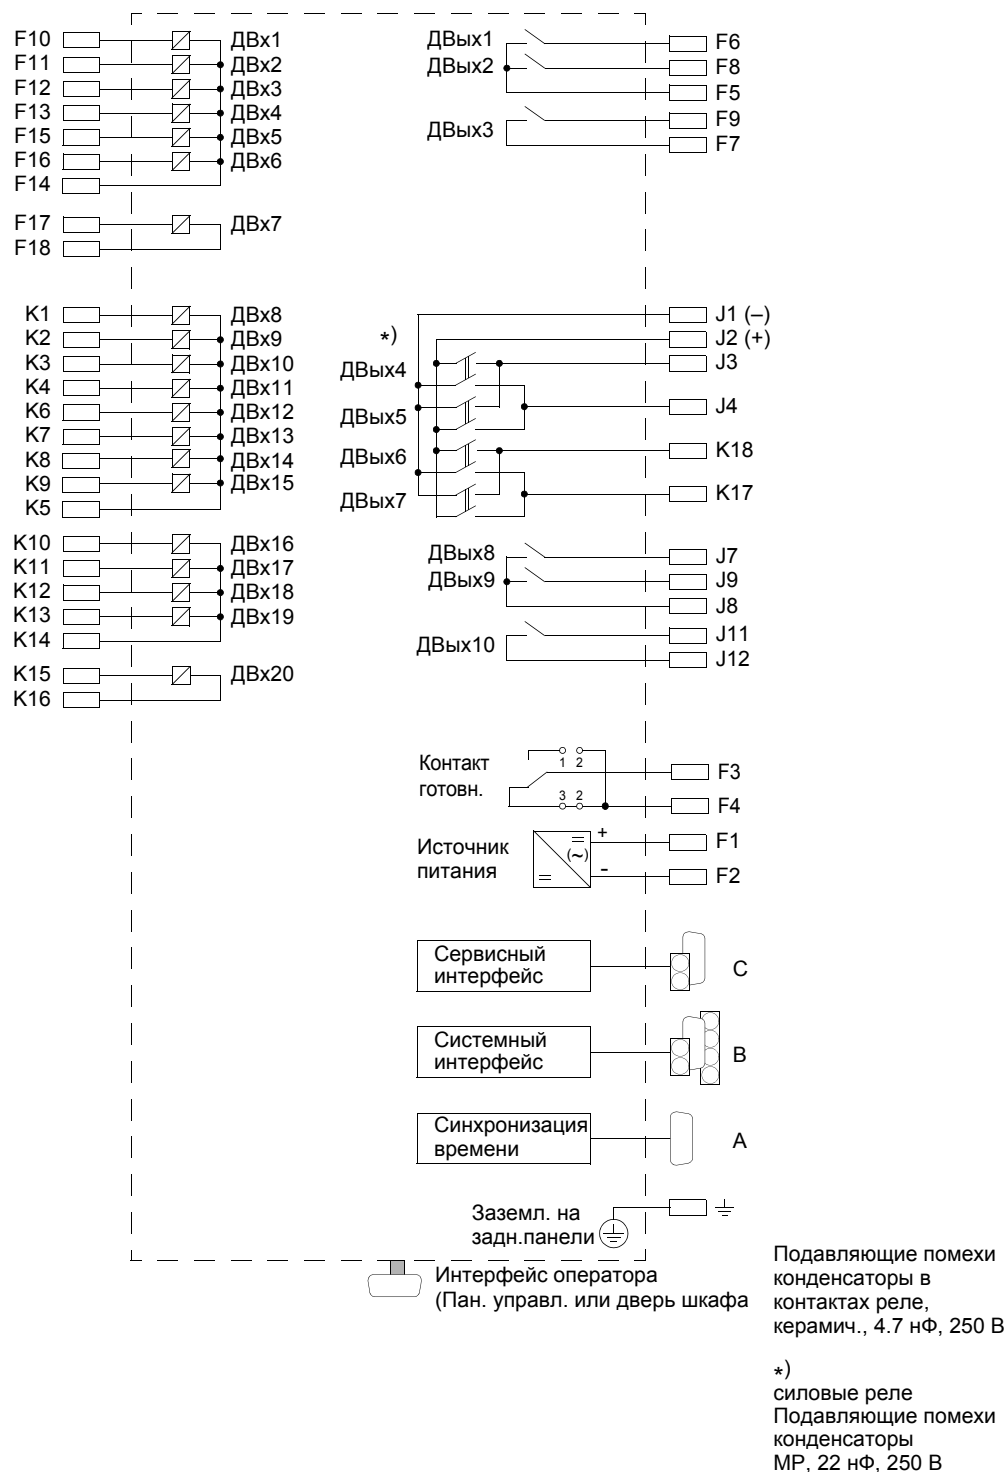 F10 ДВх1
F11 ДВх2
F12 ДВх3
F13 ДВх4
F15 ДВх5
F16 ДВх6
F14
F17 ДВх7
F18
ДВых1 F6
ДВых2 F8
F5
ДВых3 F9
F7
K1 ДВх8
K2 ДВх9
K3 ДВх10
K4 ДВх11
K6 ДВх12
K7 ДВх13
K8 ДВх14
K9 ДВх15
K5
K10 ДВх16
K11 ДВх17
K12 ДВх18
K13 ДВх19
K14
K15 ДВх20
K16
J1 (–)
*) J2 (+)
ДВых4 J3
ДВых5 J4
ДВых6 K18
ДВых7 K17
ДВых8 J7
ДВых9 J9
J8
ДВых10 J11
J12
Контакт 1 2 F3
готовн. 3 2 F4
Источник + F1
питания (~) - F2
Сервисный
интерфейс C
Системный
интерфейс B
Синхронизация
времени A
Заземл. на
задн.панели
Интерфейс оператора
(Пан. управл. или дверь шкафа
Подавляющие помехи
конденсаторы в
контактах реле,
керамич., 4.7 нФ, 250 В
*)
силовые реле
Подавляющие помехи
конденсаторы
МР, 22 нФ, 250 В